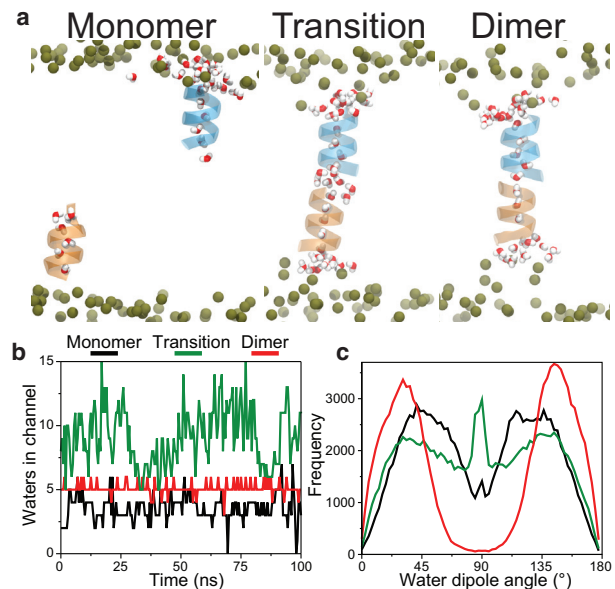 a Monomer Transition Dimer
b Monomer Transition Dimer
Waters in channel
15
10
5
0
0 25 50 75 100
Time (ns)
c
Frequency
3000
2000
1000
0
0 45 90 135 180
Water dipole angle (°)